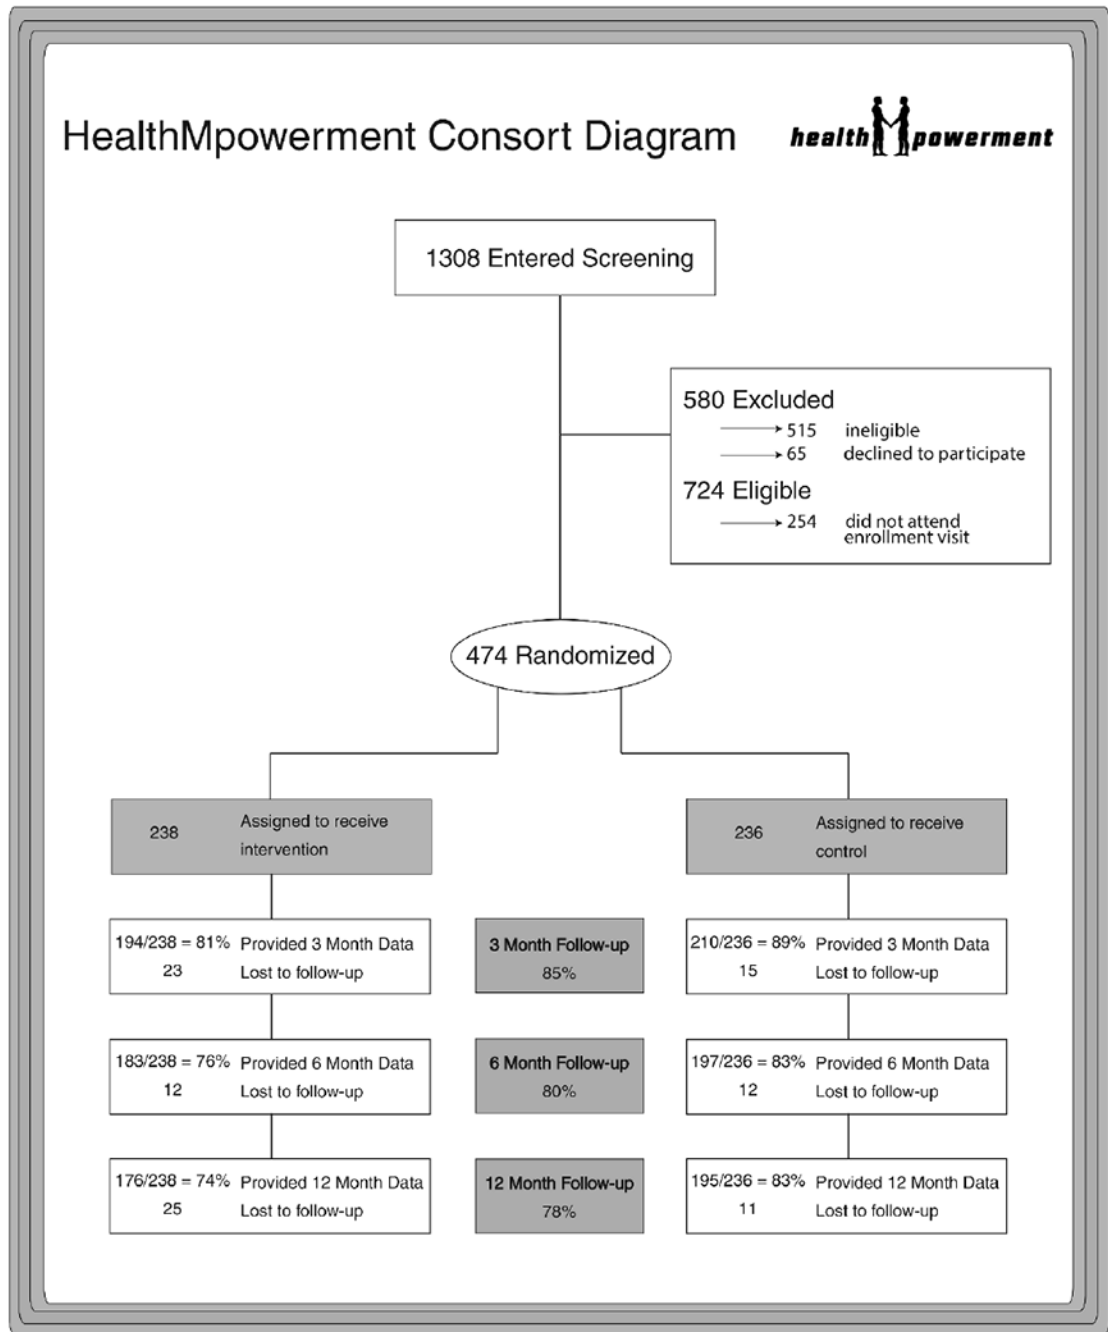 HealthMpowerment Consort Diagram
health M powerment
1308 Entered Screening
580 Excluded
515 ineligible
65 declined to participate
724 Eligible
254 did not attend
enrollment visit
474 Randomized
238 Assigned to receive
intervention
236 Assigned to receive
control
194/238 = 81% Provided 3 Month Data
23 Lost to follow-up
3 Month Follow-up
85%
210/236 = 89% Provided 3 Month Data
15 Lost to follow-up
183/238 = 76% Provided 6 Month Data
12 Lost to follow-up
6 Month Follow-up
80%
197/236 = 83% Provided 6 Month Data
12 Lost to follow-up
176/238 = 74% Provided 12 Month Data
25 Lost to follow-up
12 Month Follow-up
78%
195/236 = 83% Provided 12 Month Data
11 Lost to follow-up